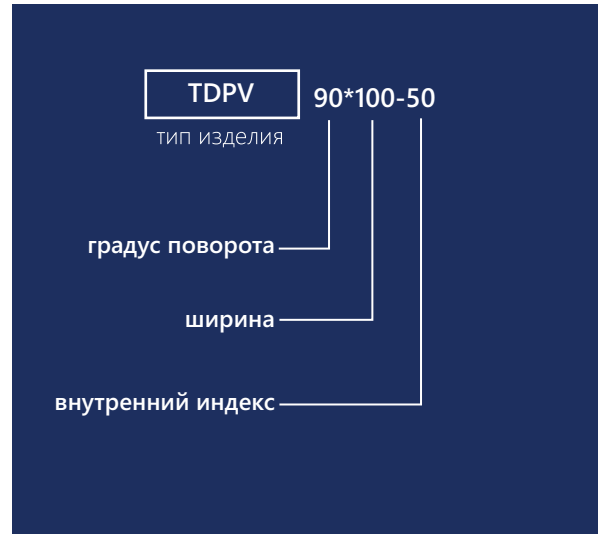 TDPV 90*100-50
тип изделия
градус поворота
ширина
внутренний индекс